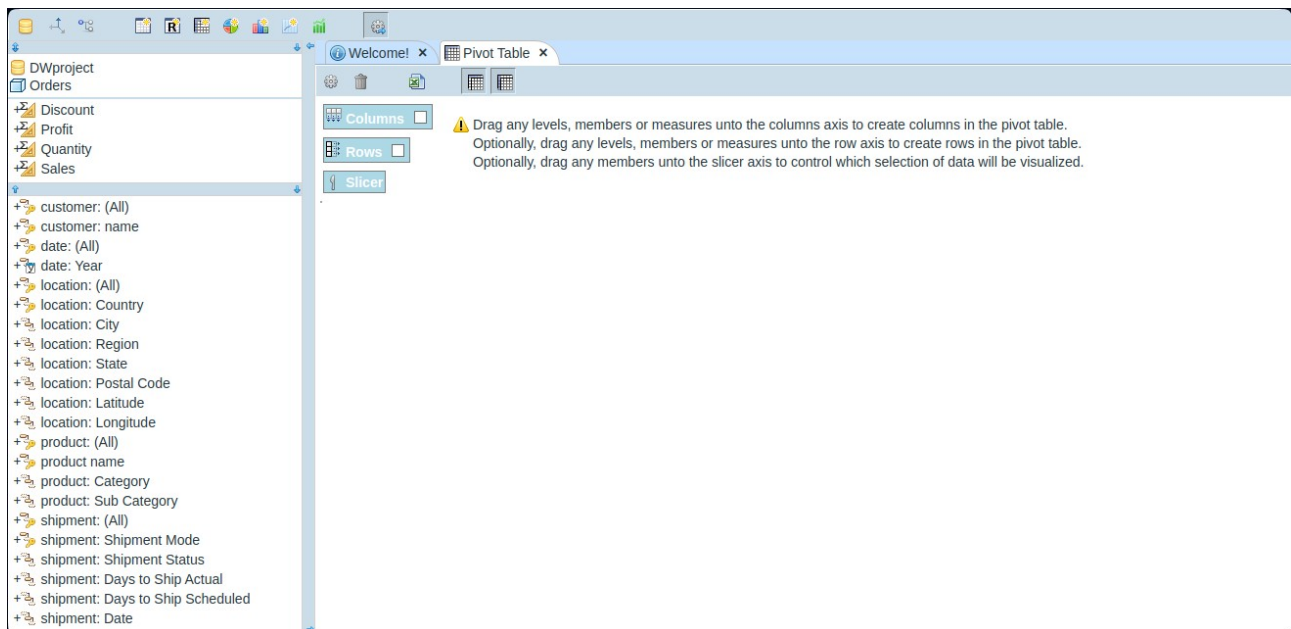 Welcome!
Pivot Table
DWproject
Orders
Discount
Profit
Quantity
Sales
customer: (All)
customer: name
date: (All)
date: Year
location: (All)
location: Country
location: City
location: Region
location: State
location: Postal Code
location: Latitude
location: Longitude
product: (All)
product name
product: Category
product: Sub Category
shipment: (All)
shipment: Shipment Mode
shipment: Shipment Status
shipment: Days to Ship Actual
shipment: Days to Ship Scheduled
shipment: Date
Columns
Rows
Slicer
Drag any levels, members or measures unto the columns axis to create columns in the pivot table.
Optionally, drag any levels, members or measures unto the row axis to create rows in the pivot table.
Optionally, drag any members unto the slicer axis to control which selection of data will be visualized.